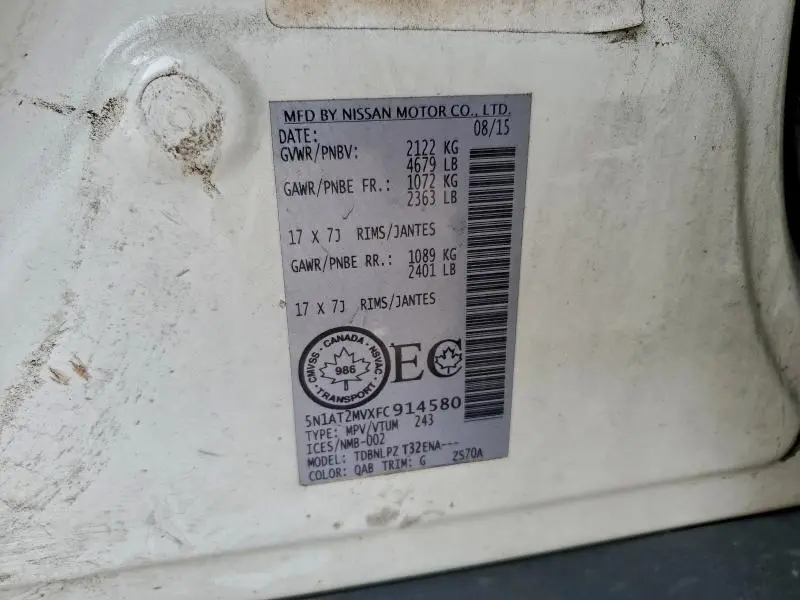 MFD BY NISSAN MOTOR CO., LTD.
DATE: 08/15
GVWR/PNBV: 2122 KG
4679 LB
GAWR/PNBE FR.: 1072 KG
2363 LB
17 X 7J RIMS/JANTES
GAWR/PNBE RR.: 1089 KG
2401 LB
17 X 7J RIMS/JANTES
CANADA · NSVAC · TRANSPORT · CMVSS ·
986
EC
5N1AT2MVXFC914580
TYPE: MPV/VTUM 243
ICES/NMB-002
MODEL: TDBNLPZ T32ENA---
COLOR: QAB TRIM: G 2S70A